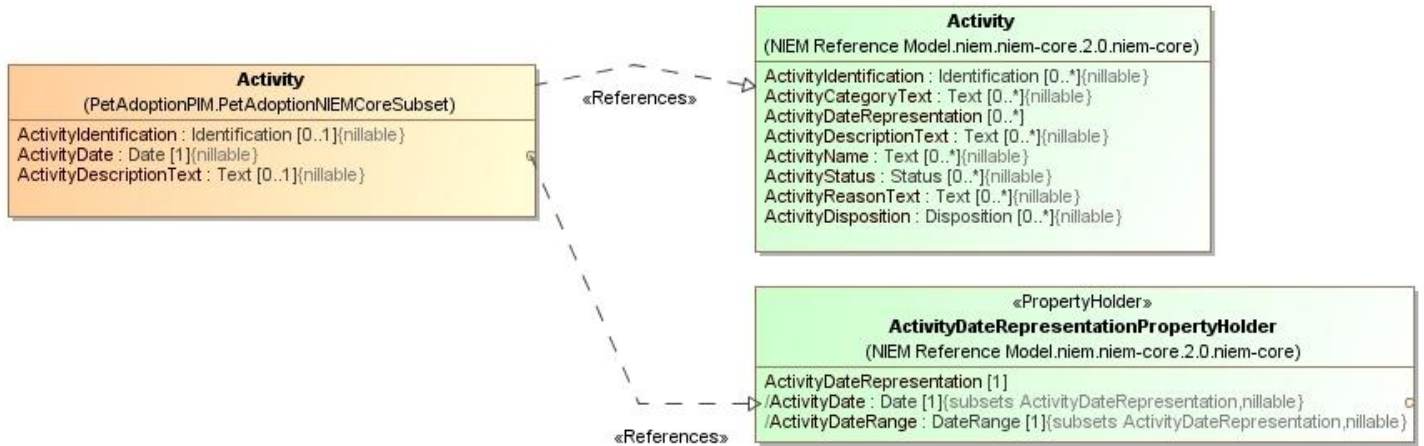 Activity
(PetAdoptionPIM.PetAdoptionNIEMCoreSubset)
ActivityIdentification : Identification [0..1]{nillable}
ActivityDate : Date [1]{nillable}
ActivityDescriptionText : Text [0..1]{nillable}
«References»
Activity
(NIEM Reference Model.niem.niem-core.2.0.niem-core)
ActivityIdentification : Identification [0..*]{nillable}
ActivityCategoryText : Text [0..*]{nillable}
ActivityDateRepresentation [0..*]
ActivityDescriptionText : Text [0..*]{nillable}
ActivityName : Text [0..*]{nillable}
ActivityStatus : Status [0..*]{nillable}
ActivityReasonText : Text [0..*]{nillable}
ActivityDisposition : Disposition [0..*]{nillable}
«References»
«PropertyHolder»
ActivityDateRepresentationPropertyHolder
(NIEM Reference Model.niem.niem-core.2.0.niem-core)
ActivityDateRepresentation [1]
/ActivityDate : Date [1]{subsets ActivityDateRepresentation,nillable}
/ActivityDateRange : DateRange [1]{subsets ActivityDateRepresentation,nillable}